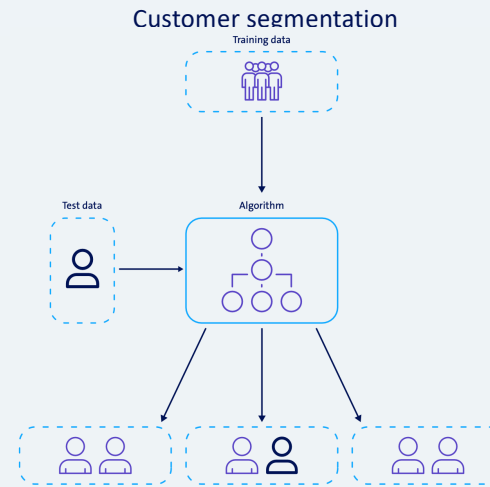 Customer segmentation
Training data
Test data
Algorithm